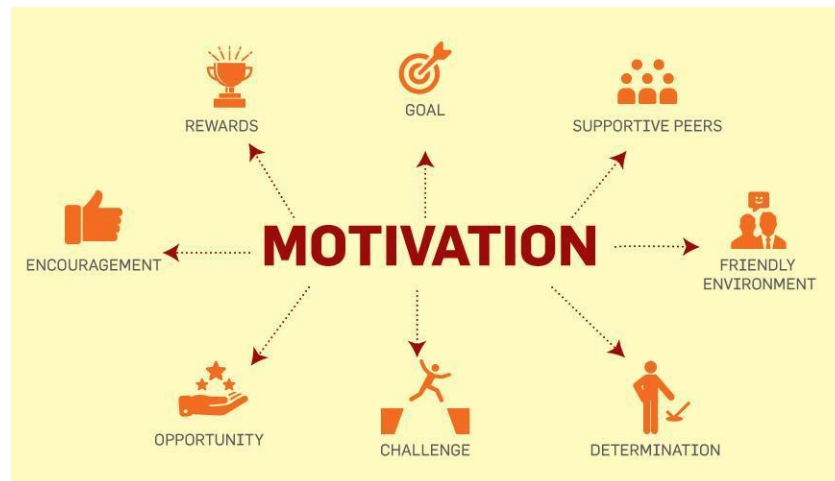 REWARDS
GOAL
SUPPORTIVE PEERS
ENCOURAGEMENT
MOTIVATION
FRIENDLY
ENVIRONMENT
OPPORTUNITY
CHALLENGE
DETERMINATION